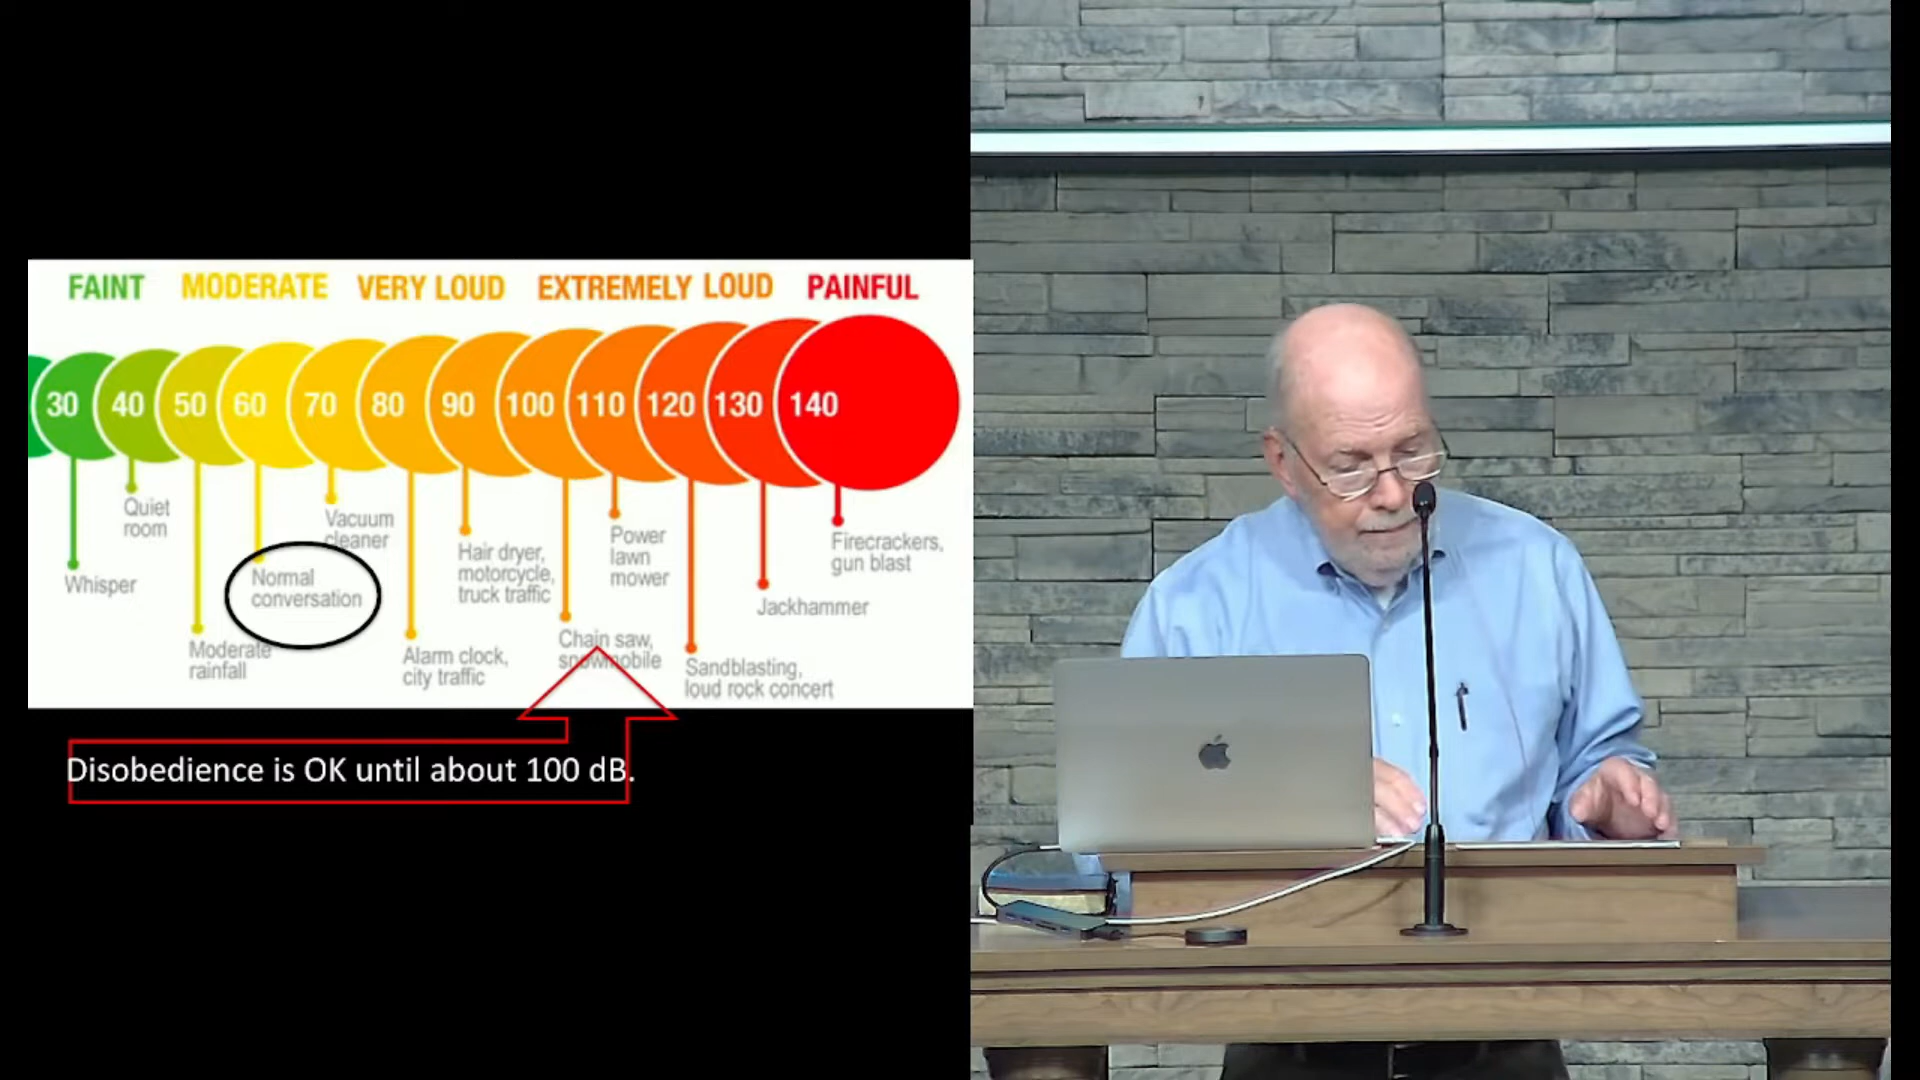 FAINT MODERATE VERY LOUD EXTREMELY LOUD PAINFUL
30 40 50 60 70 80 90 100 110 120 130 140
Whisper
Quiet
room
Moderate
rainfall
Normal
conversation
Vacuum
cleaner
Alarm clock,
city traffic
Hair dryer,
motorcycle,
truck traffic
Chain saw,
snowmobile
Power
lawn
mower
Sandblasting,
loud rock concert
Jackhammer
Firecrackers,
gun blast
Disobedience is OK until about 100 dB.